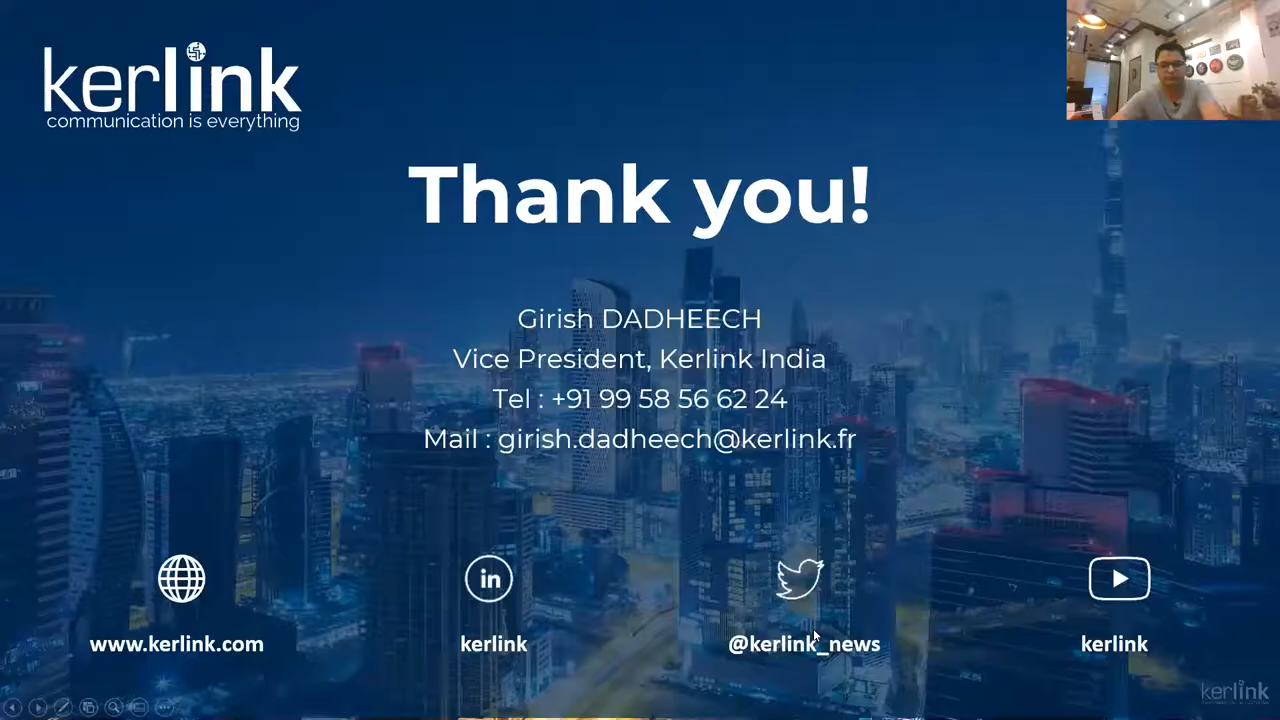 kerlink
communication is everything
Thank you!
Girish DADHEECH
Vice President, Kerlink India
Tel : +91 99 58 56 62 24
Mail : girish.dadheech@kerlink.fr
in
www.kerlink.com
kerlink
@kerlink_news
kerlink
kerlink